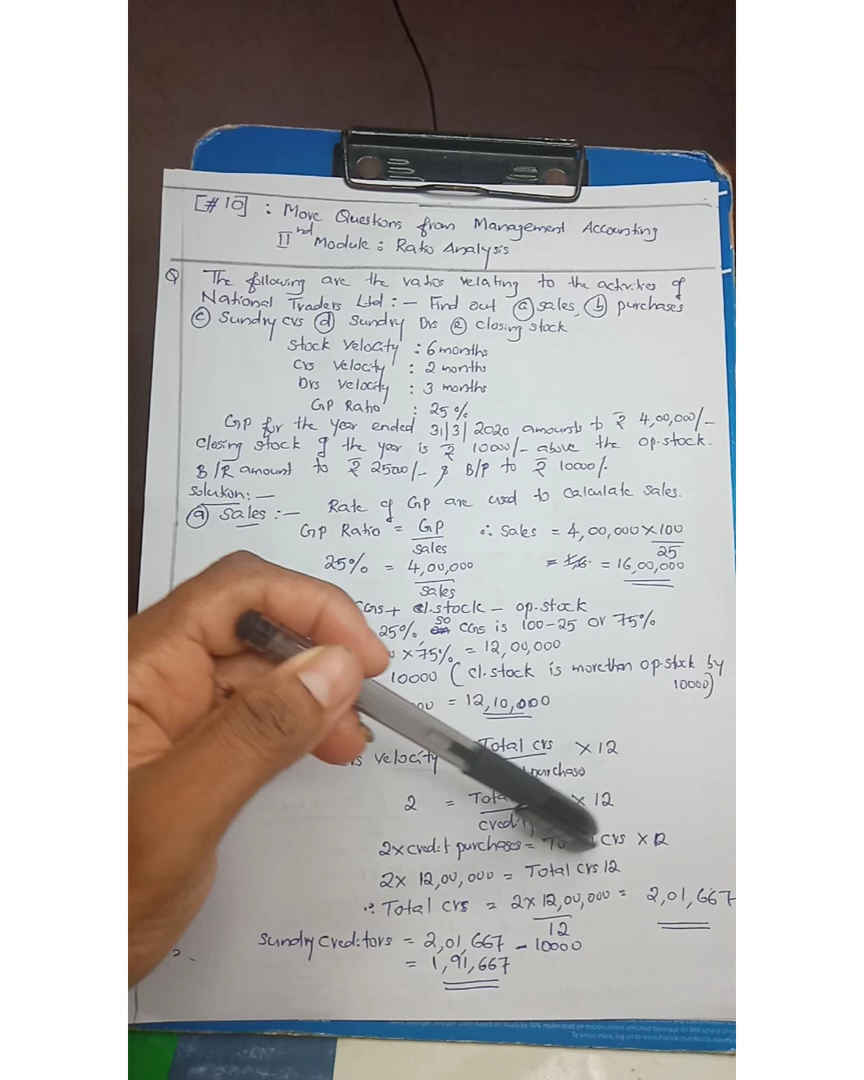 [#10] : More Questions from Management Accounting
IInd Module : Ratio Analysis
Q The following are the ratios relating to the activities of
National Traders Ltd :- Find out (a) sales (b) purchases
(c) Sundry crs (d) Sundry Drs (e) closing stock
Stock Velocity : 6 months
Crs Velocity : 2 months
Drs Velocity : 3 months
GP Ratio : 25%
GP for the year ended 31/3/2020 amounts to ₹ 4,00,000/-
closing stock of the year is ₹ 10000/- above the op.stock.
B/R amount to ₹ 2500/- & B/P to ₹ 10000/.
Solution:-
(a) Sales :- Rate of GP are used to calculate sales.
GP Ratio = GP / Sales ∴ Sales = 4,00,000 x 100 / 25
25% = 4,00,000 / Sales = 16,00,000
+ cl.stock - op.stock
25% so CGS is 100-25 or 75%
x 75% = 12,00,000
10000 (cl.stock is more than op.stock by
10000)
= 12,10,000
velocity Total crs x 12
2 = x 12
2 x credit purchases = crs x 12
2 x 12,00,000 = Total crs 12
∴ Total crs = 2 x 12,00,000 / 12 = 2,01,667
Sundry creditors = 2,01,667 - 10000
= 1,91,667